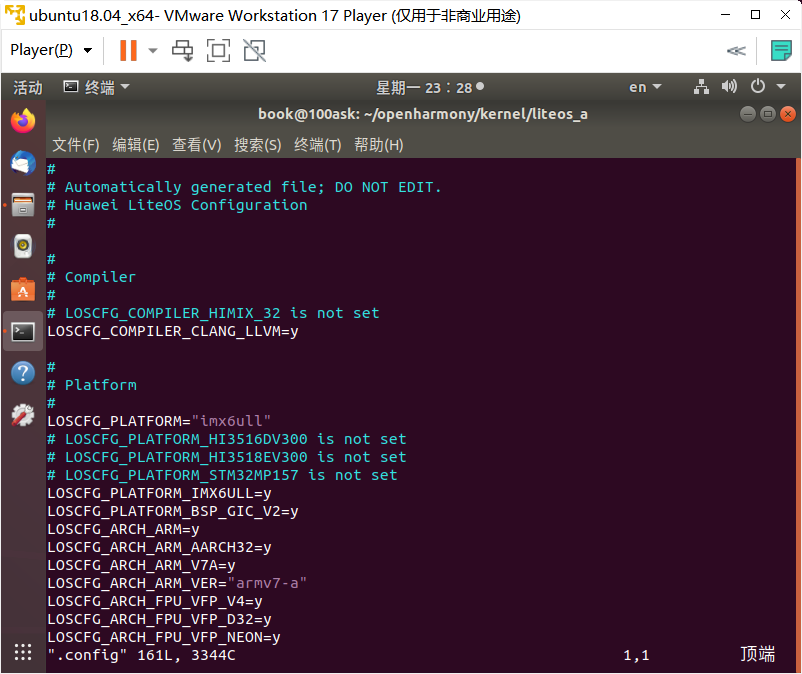 ubuntu18.04_x64- VMware Workstation 17 Player (仅用于非商业用途)
Player(P)
活动 终端 星期一 23：28 en
book@100ask: ~/openharmony/kernel/liteos_a
文件(F) 编辑(E) 查看(V) 搜索(S) 终端(T) 帮助(H)
#
# Automatically generated file; DO NOT EDIT.
# Huawei LiteOS Configuration
#
#
# Compiler
#
# LOSCFG_COMPILER_HIMIX_32 is not set
LOSCFG_COMPILER_CLANG_LLVM=y
#
# Platform
#
LOSCFG_PLATFORM="imx6ull"
# LOSCFG_PLATFORM_HI3516DV300 is not set
# LOSCFG_PLATFORM_HI3518EV300 is not set
# LOSCFG_PLATFORM_STM32MP157 is not set
LOSCFG_PLATFORM_IMX6ULL=y
LOSCFG_PLATFORM_BSP_GIC_V2=y
LOSCFG_ARCH_ARM=y
LOSCFG_ARCH_ARM_AARCH32=y
LOSCFG_ARCH_ARM_V7A=y
LOSCFG_ARCH_ARM_VER="armv7-a"
LOSCFG_ARCH_FPU_VFP_V4=y
LOSCFG_ARCH_FPU_VFP_D32=y
LOSCFG_ARCH_FPU_VFP_NEON=y
".config" 161L, 3344C 1,1 顶端